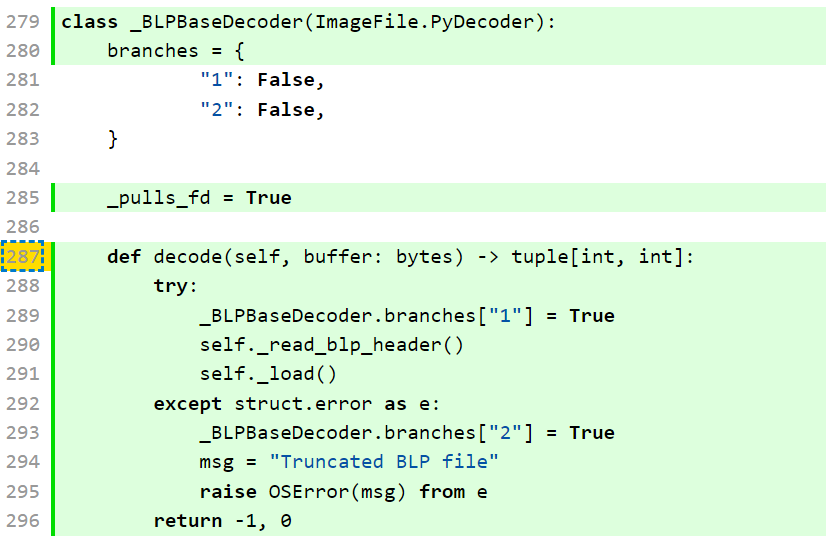 279 class _BLPBaseDecoder(ImageFile.PyDecoder):
280     branches = {
281             "1": False,
282             "2": False,
283     }
284
285     _pulls_fd = True
286
287     def decode(self, buffer: bytes) -> tuple[int, int]:
288         try:
289             _BLPBaseDecoder.branches["1"] = True
290             self._read_blp_header()
291             self._load()
292         except struct.error as e:
293             _BLPBaseDecoder.branches["2"] = True
294             msg = "Truncated BLP file"
295             raise OSError(msg) from e
296         return -1, 0